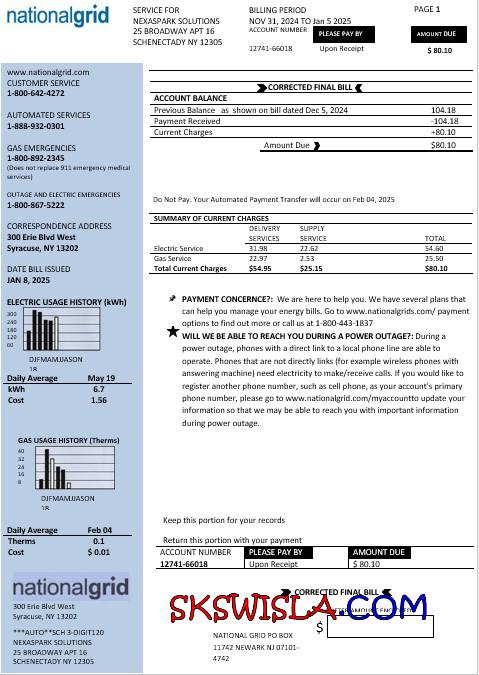 nationalgrid
SERVICE FOR
NEXASPARK SOLUTIONS
25 BROADWAY APT 16
SCHENECTADY NY 12305
BILLING PERIOD
NOV 31, 2024 TO Jan 5 2025
ACCOUNT NUMBER
PLEASE PAY BY
12741-66018
Upon Receipt
PAGE 1
AMOUNT DUE
$ 80.10
www.nationalgrid.com
CUSTOMER SERVICE
1-800-642-4272
AUTOMATED SERVICES
1-888-932-0301
GAS EMERGENCIES
1-800-892-2345
(Does not replace 911 emergency medical
services)
OUTAGE AND ELECTRIC EMERGENCIES
1-800-867-5222
CORRESPONDENCE ADDRESS
300 Erie Blvd West
Syracuse, NY 13202
DATE BILL ISSUED
JAN 8, 2025
ELECTRIC USAGE HISTORY (kWh)
300
240
180
120
60
DJFMAMJJASON
18
Daily Average May 19
kWh 6.7
Cost 1.56
GAS USAGE HISTORY (Therms)
40
32
24
16
8
DJFMAMJJASON
18
Daily Average Feb 04
Therms 0.1
Cost $ 0.01
CORRECTED FINAL BILL
ACCOUNT BALANCE
Previous Balance as shown on bill dated Dec 5, 2024 104.18
Payment Received -104.18
Current Charges +80.10
Amount Due $80.10
Do Not Pay. Your Automated Payment Transfer will occur on Feb 04, 2025
SUMMARY OF CURRENT CHARGES
DELIVERY SUPPLY
SERVICES SERVICE TOTAL
Electric Service 31.98 22.62 54.60
Gas Service 22.97 2.53 25.50
Total Current Charges $54.95 $25.15 $80.10
PAYMENT CONCERNE?: We are here to help you. We have several plans
that can help you manage your energy bills. Go to www.nationalgrids.com/ payment
options to find out more or call us at 1-800-443-1837
WILL WE BE ABLE TO REACH YOU DURING A POWER OUTAGE?: During a
power outage, phones with a direct link to a local phone line are able to
operate. Phones that are not directly links (for example wireless phones with
answering machine) need electricity to make/receive calls. If you would like to
register another phone number, such as cell phone, as your account's primary
phone number, please go to www.nationalgrid.com/myaccountto update your
information so that we may be able to reach you with important information
during power outage.
Keep this portion for your records
Return this portion with your payment
ACCOUNT NUMBER PLEASE PAY BY AMOUNT DUE
12741-66018 Upon Receipt $ 80.10
nationalgrid
300 Erie Blvd West
Syracuse, NY 13202
***AUTO**SCH 3-DIGIT120
NEXASPARK SOLUTIONS
25 BROADWAY APT 16
SCHENECTADY NY 12305
CORRECTED FINAL BILL
SKSWISLA.COM
$
NATIONAL GRID PO BOX
11742 NEWARK NJ 07101-
4742